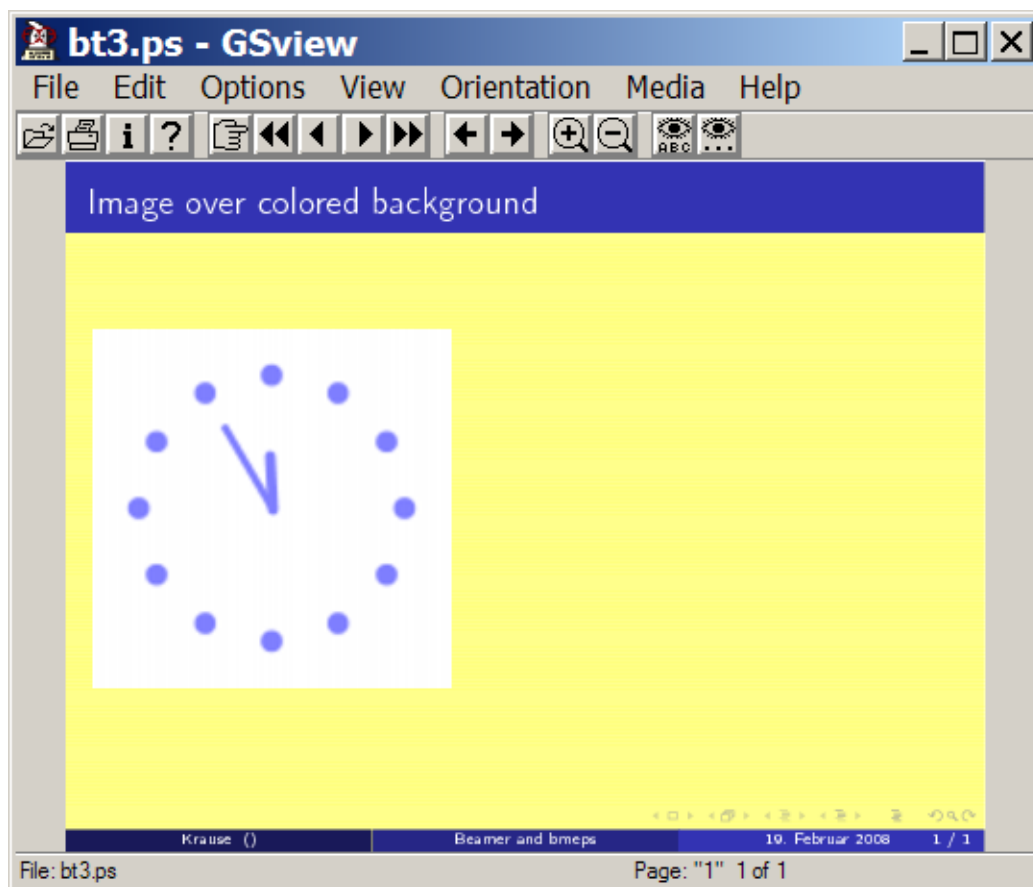 bt3.ps - GSview
File Edit Options View Orientation Media Help
i ? ABC
Image over colored background
Krause () Beamer and bmeps 19. Februar 2008 1 / 1
File: bt3.ps Page: "1" 1 of 1